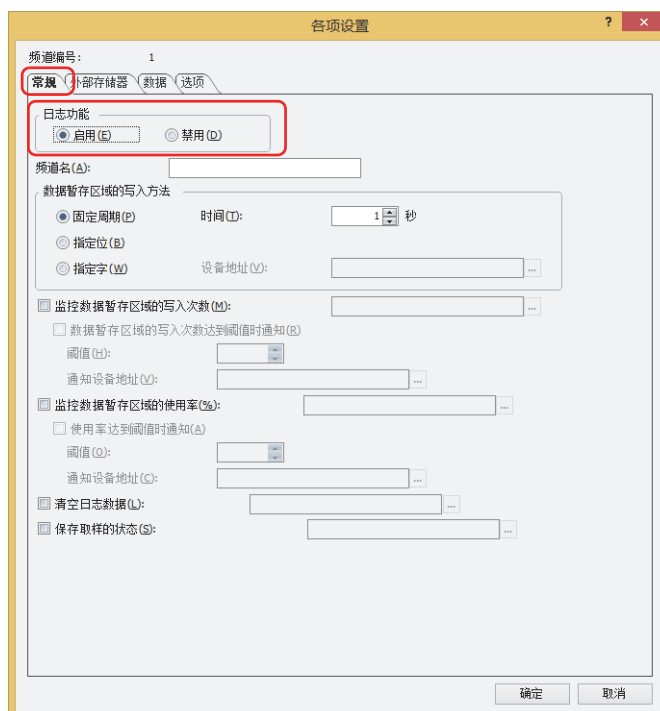 各项设置 ? ×
频道编号: 1
常规 外部存储器 数据 选项
日志功能
启用(E) 禁用(D)
频道名(A):
数据暂存区域的写入方法
固定周期(P) 时间(T): 1 秒
指定位(B)
指定字(W) 设备地址(V): ...
监控数据暂存区域的写入次数(M): ...
数据暂存区域的写入次数达到阈值时通知(R)
阈值(H):
通知设备地址(V): ...
监控数据暂存区域的使用率(%): ...
使用率达到阈值时通知(A)
阈值(O):
通知设备地址(C): ...
清空日志数据(L): ...
保存取样的状态(S): ...
确定 取消